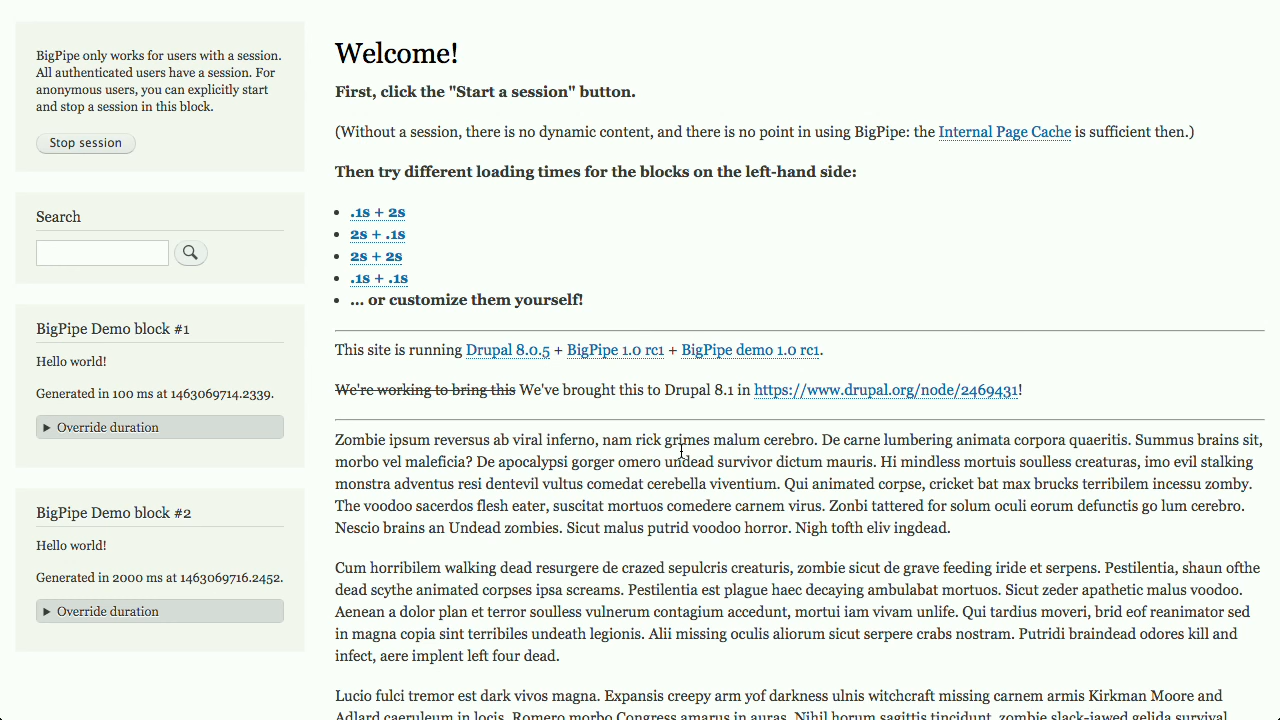 BigPipe only works for users with a session.
All authenticated users have a session. For
anonymous users, you can explicitly start
and stop a session in this block.
Stop session
Search
BigPipe Demo block #1
Hello world!
Generated in 100 ms at 1463069714.2339.
Override duration
BigPipe Demo block #2
Hello world!
Generated in 2000 ms at 1463069716.2452.
Override duration
Welcome!
First, click the "Start a session" button.
(Without a session, there is no dynamic content, and there is no point in using BigPipe: the Internal Page Cache is sufficient then.)
Then try different loading times for the blocks on the left-hand side:
.1s + 2s
2s + .1s
2s + 2s
.1s + .1s
... or customize them yourself!
This site is running Drupal 8.0.5 + BigPipe 1.0 rc1 + BigPipe demo 1.0 rc1.
We're working to bring this We've brought this to Drupal 8.1 in https://www.drupal.org/node/2469431!
Zombie ipsum reversus ab viral inferno, nam rick grimes malum cerebro. De carne lumbering animata corpora quaeritis. Summus brains sit,
morbo vel maleficia? De apocalypsi gorger omero undead survivor dictum mauris. Hi mindless mortuis soulless creaturas, imo evil stalking
monstra adventus resi dentevil vultus comedat cerebella viventium. Qui animated corpse, cricket bat max brucks terribilem incessu zomby.
The voodoo sacerdos flesh eater, suscitat mortuos comedere carnem virus. Zonbi tattered for solum oculi eorum defunctis go lum cerebro.
Nescio brains an Undead zombies. Sicut malus putrid voodoo horror. Nigh tofth eliv ingdead.
Cum horribilem walking dead resurgere de crazed sepulcris creaturis, zombie sicut de grave feeding iride et serpens. Pestilentia, shaun ofthe
dead scythe animated corpses ipsa screams. Pestilentia est plague haec decaying ambulabat mortuos. Sicut zeder apathetic malus voodoo.
Aenean a dolor plan et terror soulless vulnerum contagium accedunt, mortui iam vivam unlife. Qui tardius moveri, brid eof reanimator sed
in magna copia sint terribiles undeath legionis. Alii missing oculis aliorum sicut serpere crabs nostram. Putridi braindead odores kill and
infect, aere implent left four dead.
Lucio fulci tremor est dark vivos magna. Expansis creepy arm yof darkness ulnis witchcraft missing carnem armis Kirkman Moore and
Adlard caeruleum in locis. Romero morbo Congress amarus in auras. Nihil horum sagittis tincidunt, zombie slack-jawed gelida survival